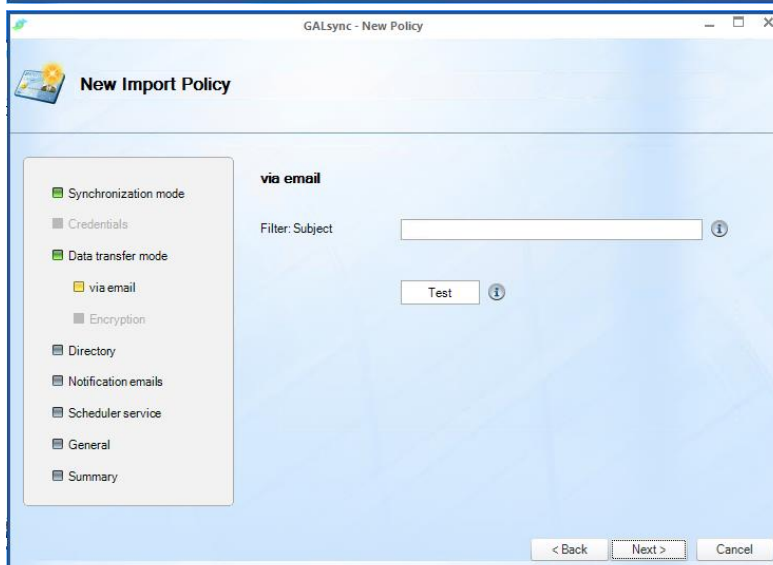 GALsync - New Policy
New Import Policy
Synchronization mode
Credentials
Data transfer mode
via email
Encryption
Directory
Notification emails
Scheduler service
General
Summary
via email
Filter: Subject
Test
< Back
Next >
Cancel